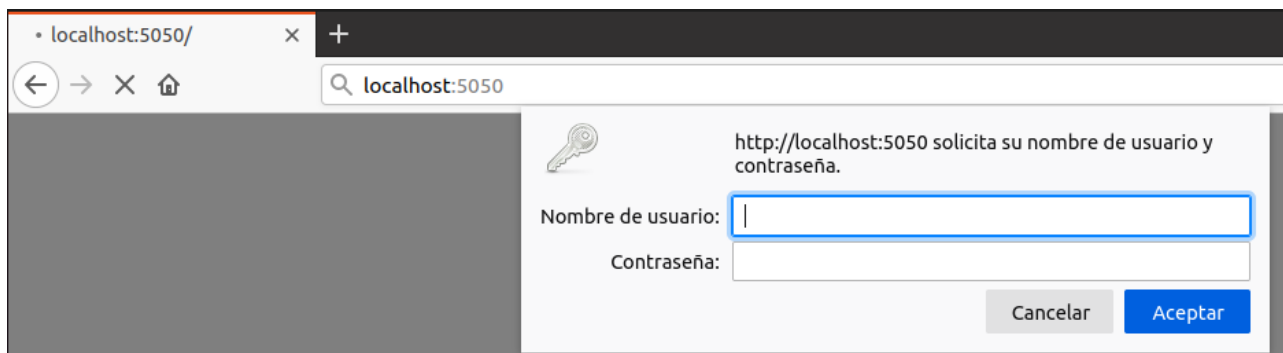 localhost:5050/
localhost:5050
http://localhost:5050 solicita su nombre de usuario y
contraseña.
Nombre de usuario:
Contraseña:
Cancelar Aceptar